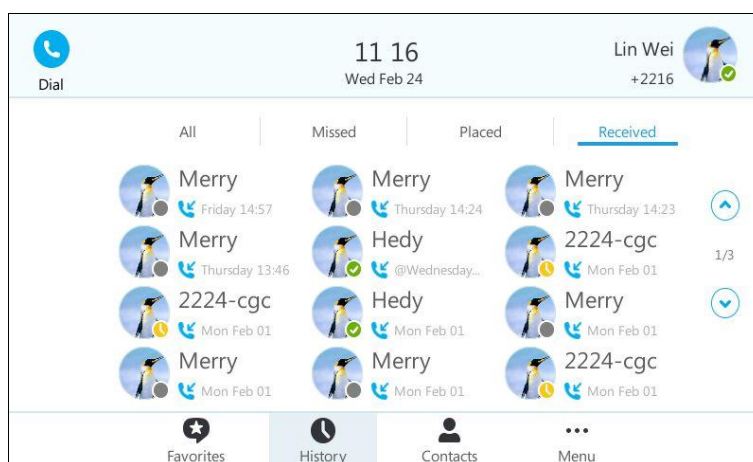 11 16
Lin Wei
Dial
Wed Feb 24
+2216
All
Missed
Placed
Received
Merry
Merry
Merry
Friday 14:57
Thursday 14:24
Thursday 14:23
Merry
Hedy
2224-cgc
Thursday 13:46
@Wednesday...
Mon Feb 01
1/3
2224-cgc
Hedy
Merry
Mon Feb 01
Mon Feb 01
Mon Feb 01
Merry
Merry
2224-cgc
Mon Feb 01
Mon Feb 01
Mon Feb 01
Favorites
History
Contacts
Menu